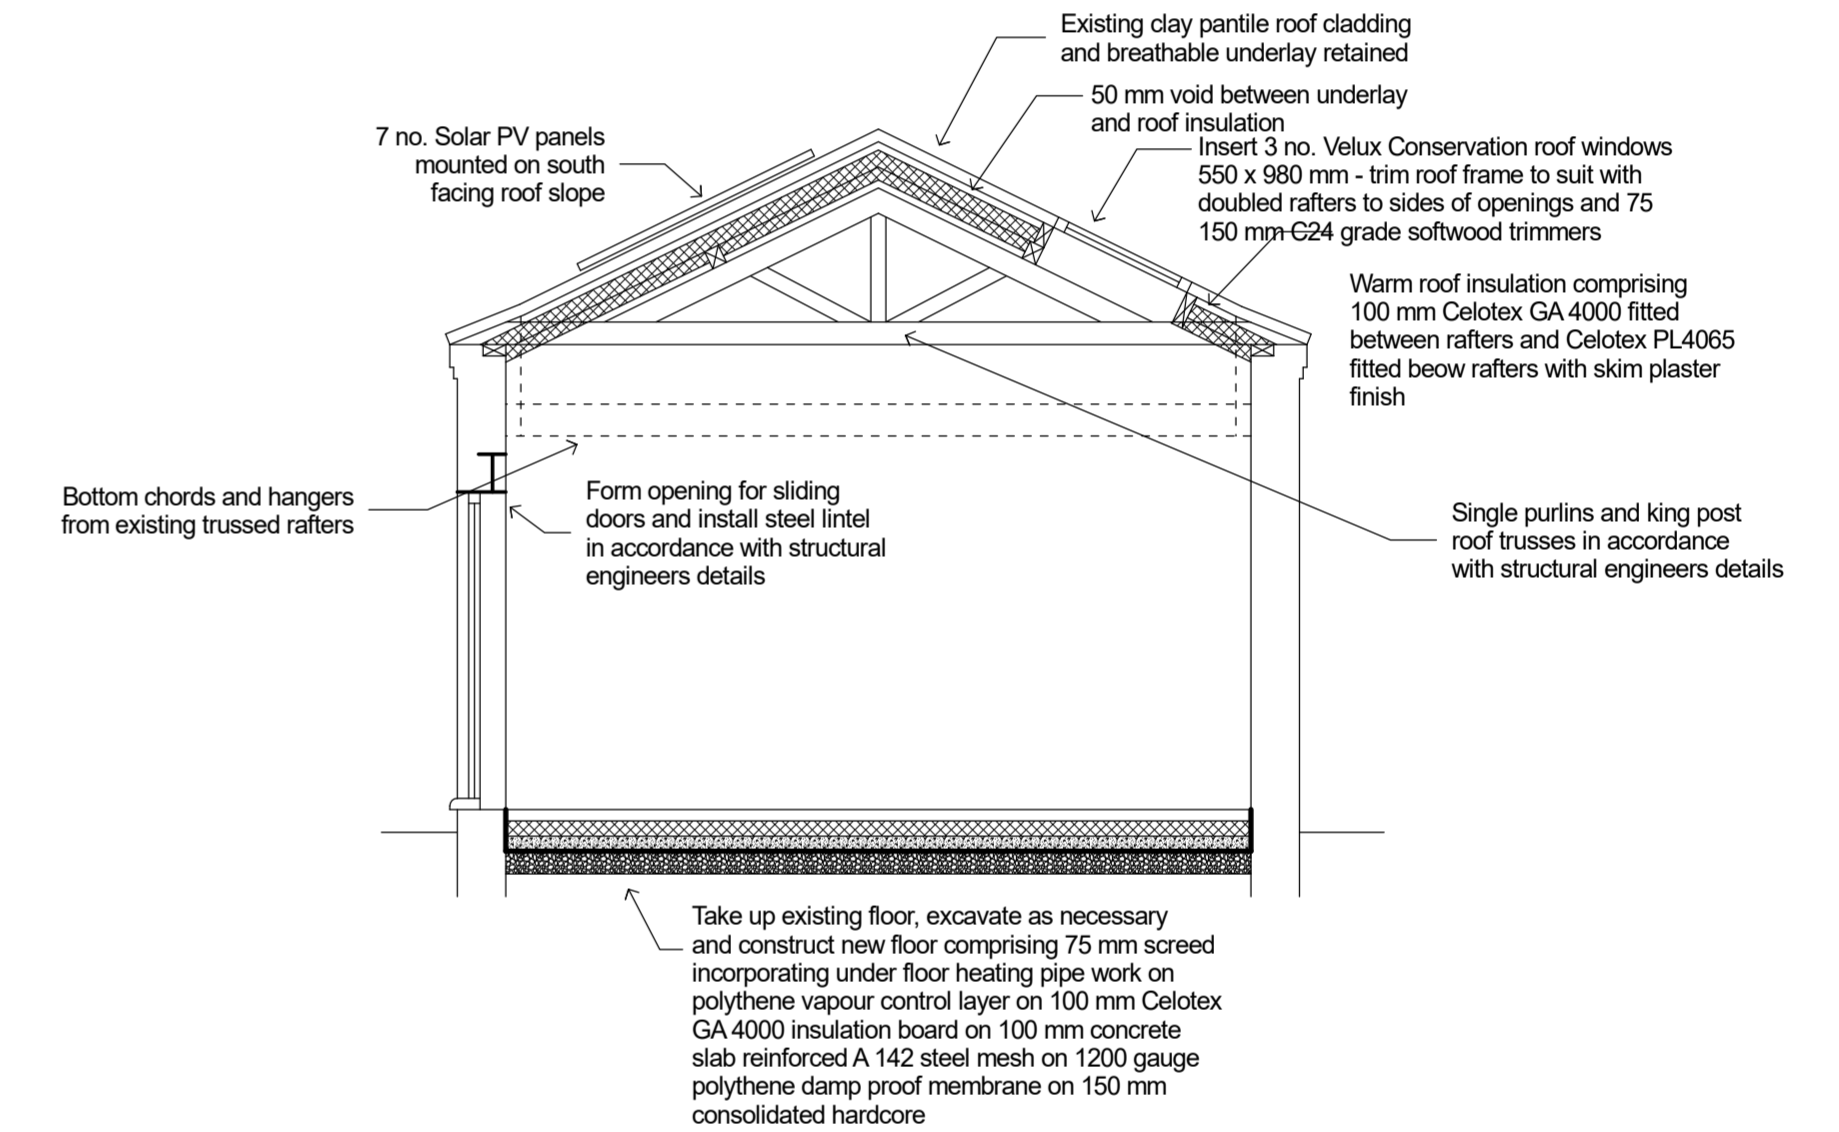 Existing clay pantile roof cladding
and breathable underlay retained
50 mm void between underlay
and roof insulation
7 no. Solar PV panels
mounted on south
facing roof slope
Insert 3 no. Velux Conservation roof windows
550 x 980 mm - trim roof frame to suit with
doubled rafters to sides of openings and 75
150 mm C24 grade softwood trimmers
Warm roof insulation comprising
100 mm Celotex GA 4000 fitted
between rafters and Celotex PL4065
fitted beow rafters with skim plaster
finish
Bottom chords and hangers
from existing trussed rafters
Form opening for sliding
doors and install steel lintel
in accordance with structural
engineers details
Single purlins and king post
roof trusses in accordance
with structural engineers details
Take up existing floor, excavate as necessary
and construct new floor comprising 75 mm screed
incorporating under floor heating pipe work on
polythene vapour control layer on 100 mm Celotex
GA 4000 insulation board on 100 mm concrete
slab reinforced A 142 steel mesh on 1200 gauge
polythene damp proof membrane on 150 mm
consolidated hardcore